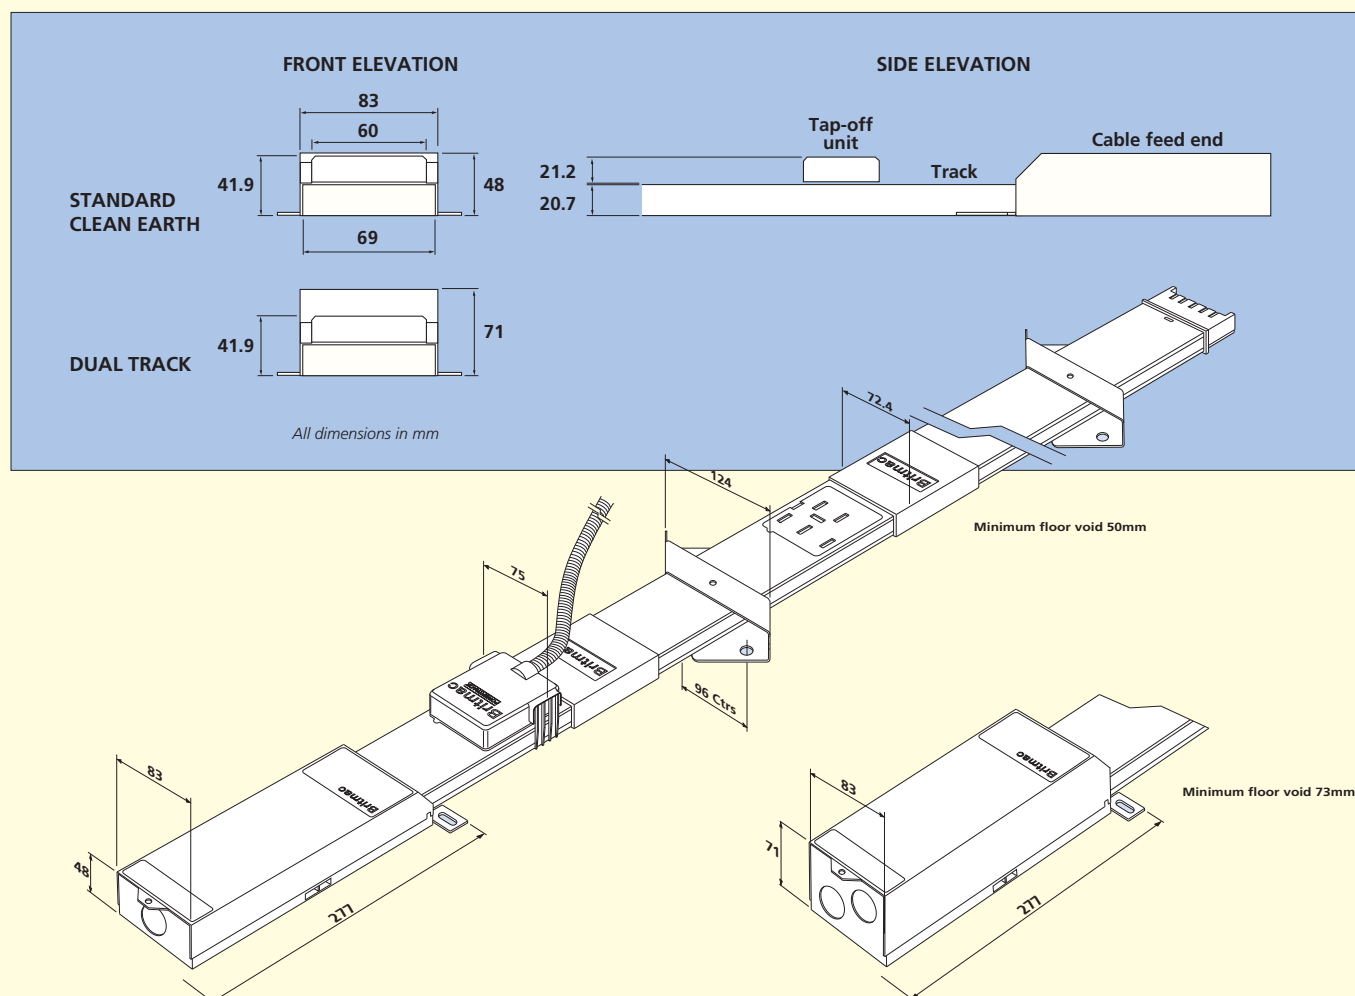 FRONT ELEVATION
SIDE ELEVATION
83
60
41.9
48
69
STANDARD
CLEAN EARTH
Tap-off
unit
Cable feed end
21.2
Track
20.7
71
41.9
DUAL TRACK
All dimensions in mm
72.4
124
Britmac
Minimum floor void 50mm
75
Britmac
Britmac
96 Ctrs
83
Britmac
48
277
Britmac
83
Minimum floor void 73mm
71
277